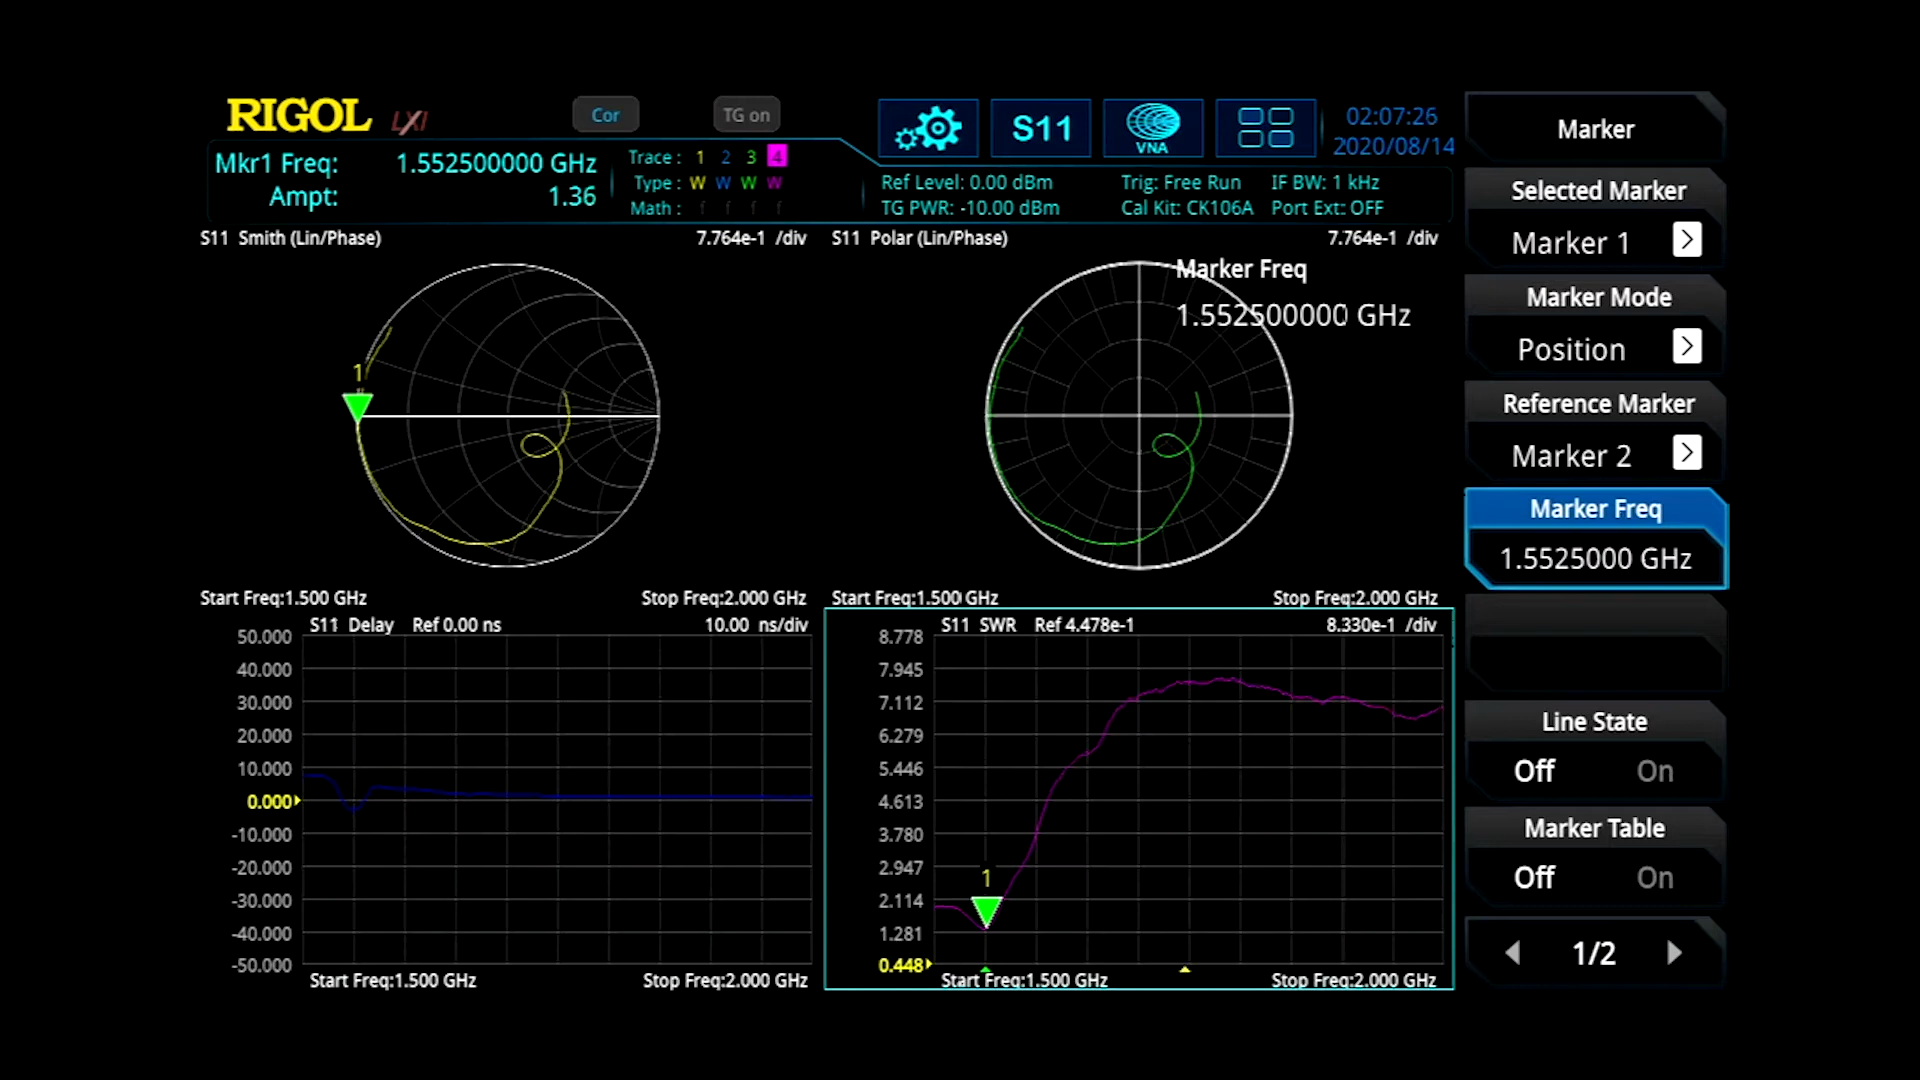 RIGOL LXI Cor TG on
S11 VNA 02:07:26
2020/08/14
Mkr1 Freq: 1.552500000 GHz
Ampt: 1.36
Trace : 1 2 3 4
Type : W W W W
Math : f f f f
Ref Level: 0.00 dBm Trig: Free Run IF BW: 1 kHz
TG PWR: -10.00 dBm Cal Kit: CK106A Port Ext: OFF
S11 Smith (Lin/Phase) 7.764e-1 /div
1
Start Freq:1.500 GHz Stop Freq:2.000 GHz
S11 Polar (Lin/Phase) 7.764e-1 /div
Marker Freq
1.552500000 GHz
Start Freq:1.500 GHz Stop Freq:2.000 GHz
S11 Delay Ref 0.00 ns 10.00 ns/div
50.000
40.000
30.000
20.000
10.000
0.000
-10.000
-20.000
-30.000
-40.000
-50.000
Start Freq:1.500 GHz Stop Freq:2.000 GHz
S11 SWR Ref 4.478e-1 8.330e-1 /div
8.778
7.945
7.112
6.279
5.446
4.613
3.780
2.947
1
2.114
1.281
0.448
Start Freq:1.500 GHz Stop Freq:2.000 GHz
Marker
Selected Marker
Marker 1 >
Marker Mode
Position >
Reference Marker
Marker 2 >
Marker Freq
1.5525000 GHz
Line State
Off On
Marker Table
Off On
1/2